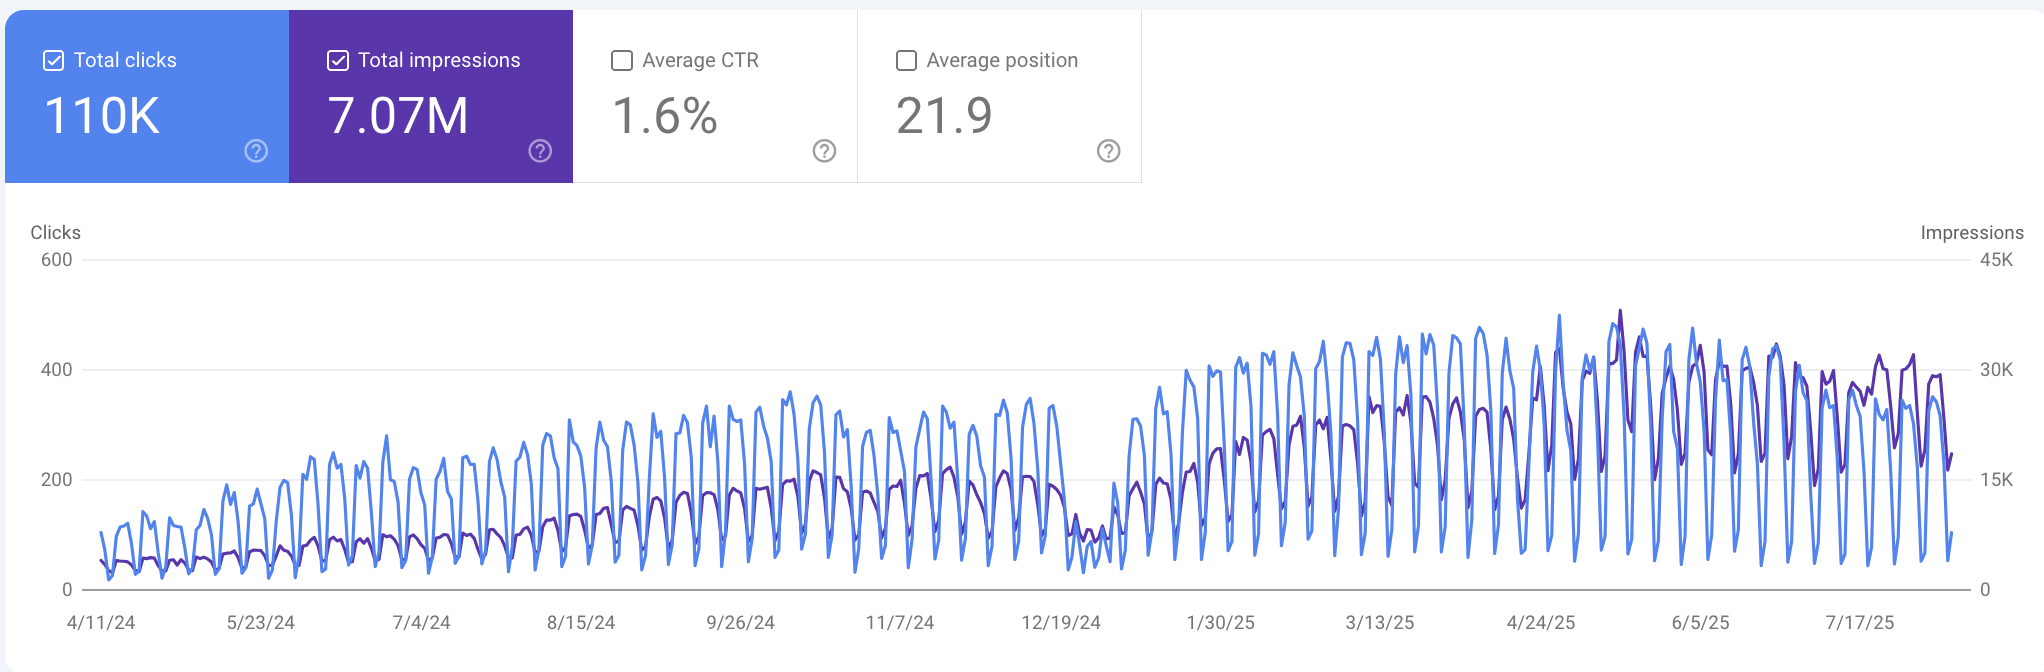 Total clicks
110K
Total impressions
7.07M
Average CTR
1.6%
Average position
21.9
Clicks
Impressions
600
45K
400
30K
200
15K
0
0
4/11/24 5/23/24 7/4/24 8/15/24 9/26/24 11/7/24 12/19/24 1/30/25 3/13/25 4/24/25 6/5/25 7/17/25